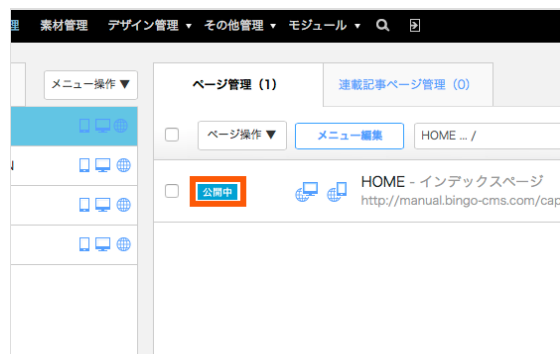 理 素材管理 デザイン管理 ▼ その他管理 ▼ モジュール ▼
メニュー操作 ▼
ページ管理（1）
連載記事ページ管理（0）
ページ操作 ▼
メニュー編集
HOME ... /
公開中
HOME - インデックスページ
http://manual.bingo-cms.com/cap